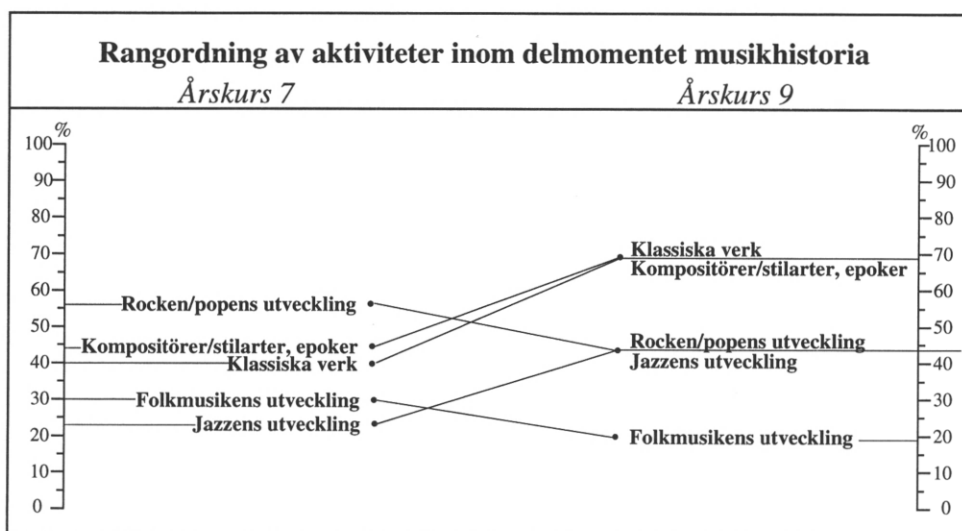 Rangordning av aktiviteter inom delmomentet musikhistoria
Årskurs 7
Årskurs 9
%
100
90
80
70
60
50
40
30
20
10
0
Rocken/popens utveckling
Kompositörer/stilarter, epoker
Klassiska verk
Folkmusikens utveckling
Jazzens utveckling
Klassiska verk
Kompositörer/stilarter, epoker
Rocken/popens utveckling
Jazzens utveckling
Folkmusikens utveckling
%
100
90
80
70
60
50
40
30
20
10
0